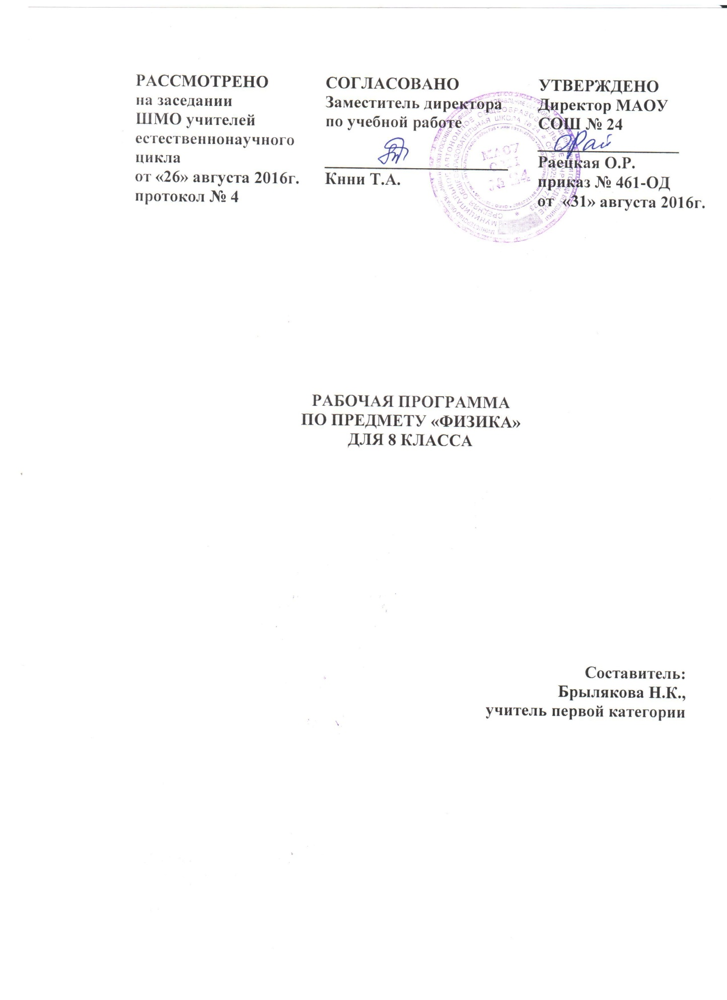 РАССМОТРЕНО
на заседании
ШМО учителей
естественнонаучного
цикла
от «26» августа 2016г.
протокол № 4
СОГЛАСОВАНО
Заместитель директора
по учебной работе
Кнни Т.А.
УТВЕРЖДЕНО
Директор МАОУ
СОШ № 24
Раецкая О.Р.
приказ № 461-ОД
от «31» августа 2016г.
МАОУ
СОШ
№ 24
РАБОЧАЯ ПРОГРАММА
ПО ПРЕДМЕТУ «ФИЗИКА»
ДЛЯ 8 КЛАССА
Составитель:
Брылякова Н.К.,
учитель первой категории